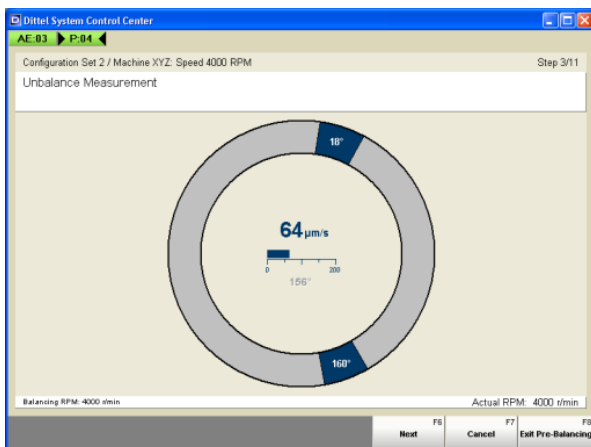 Dittel System Control Center
AE:03 P:04
Configuration Set 2 / Machine XYZ: Speed 4000 RPM Step 3/11
Unbalance Measurement
18°
64 µm/s
0 200
156°
160°
Balancing RPM: 4000 r/min Actual RPM: 4000 r/min
F6 F7 F8
Next Cancel Exit Pre-Balancing